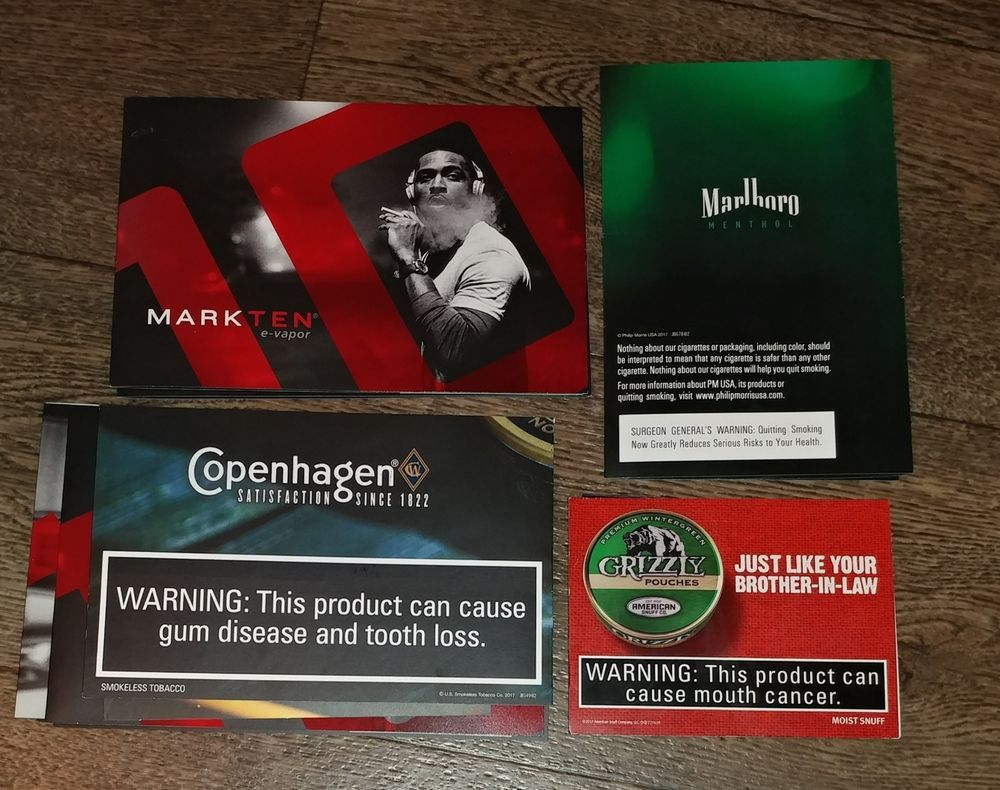 MARKTEN®
e-vapor
Marlboro
MENTHOL
© Philip Morris USA 2017
Nothing about our cigarettes or packaging, including color, should
be interpreted to mean that any cigarette is safer than any other
cigarette. Nothing about our cigarettes will help you quit smoking.
For more information about PM USA, its products or
quitting smoking, visit www.philipmorrisusa.com.
SURGEON GENERAL'S WARNING: Quitting Smoking
Now Greatly Reduces Serious Risks to Your Health.
Copenhagen®
SATISFACTION SINCE 1822
WARNING: This product can cause
gum disease and tooth loss.
SMOKELESS TOBACCO
© U.S. Smokeless Tobacco Co. 2017
PREMIUM WINTERGREEN
GRIZZLY
POUCHES
AMERICAN
SNUFF CO.
JUST LIKE YOUR
BROTHER-IN-LAW
WARNING: This product can
cause mouth cancer.
MOIST SNUFF